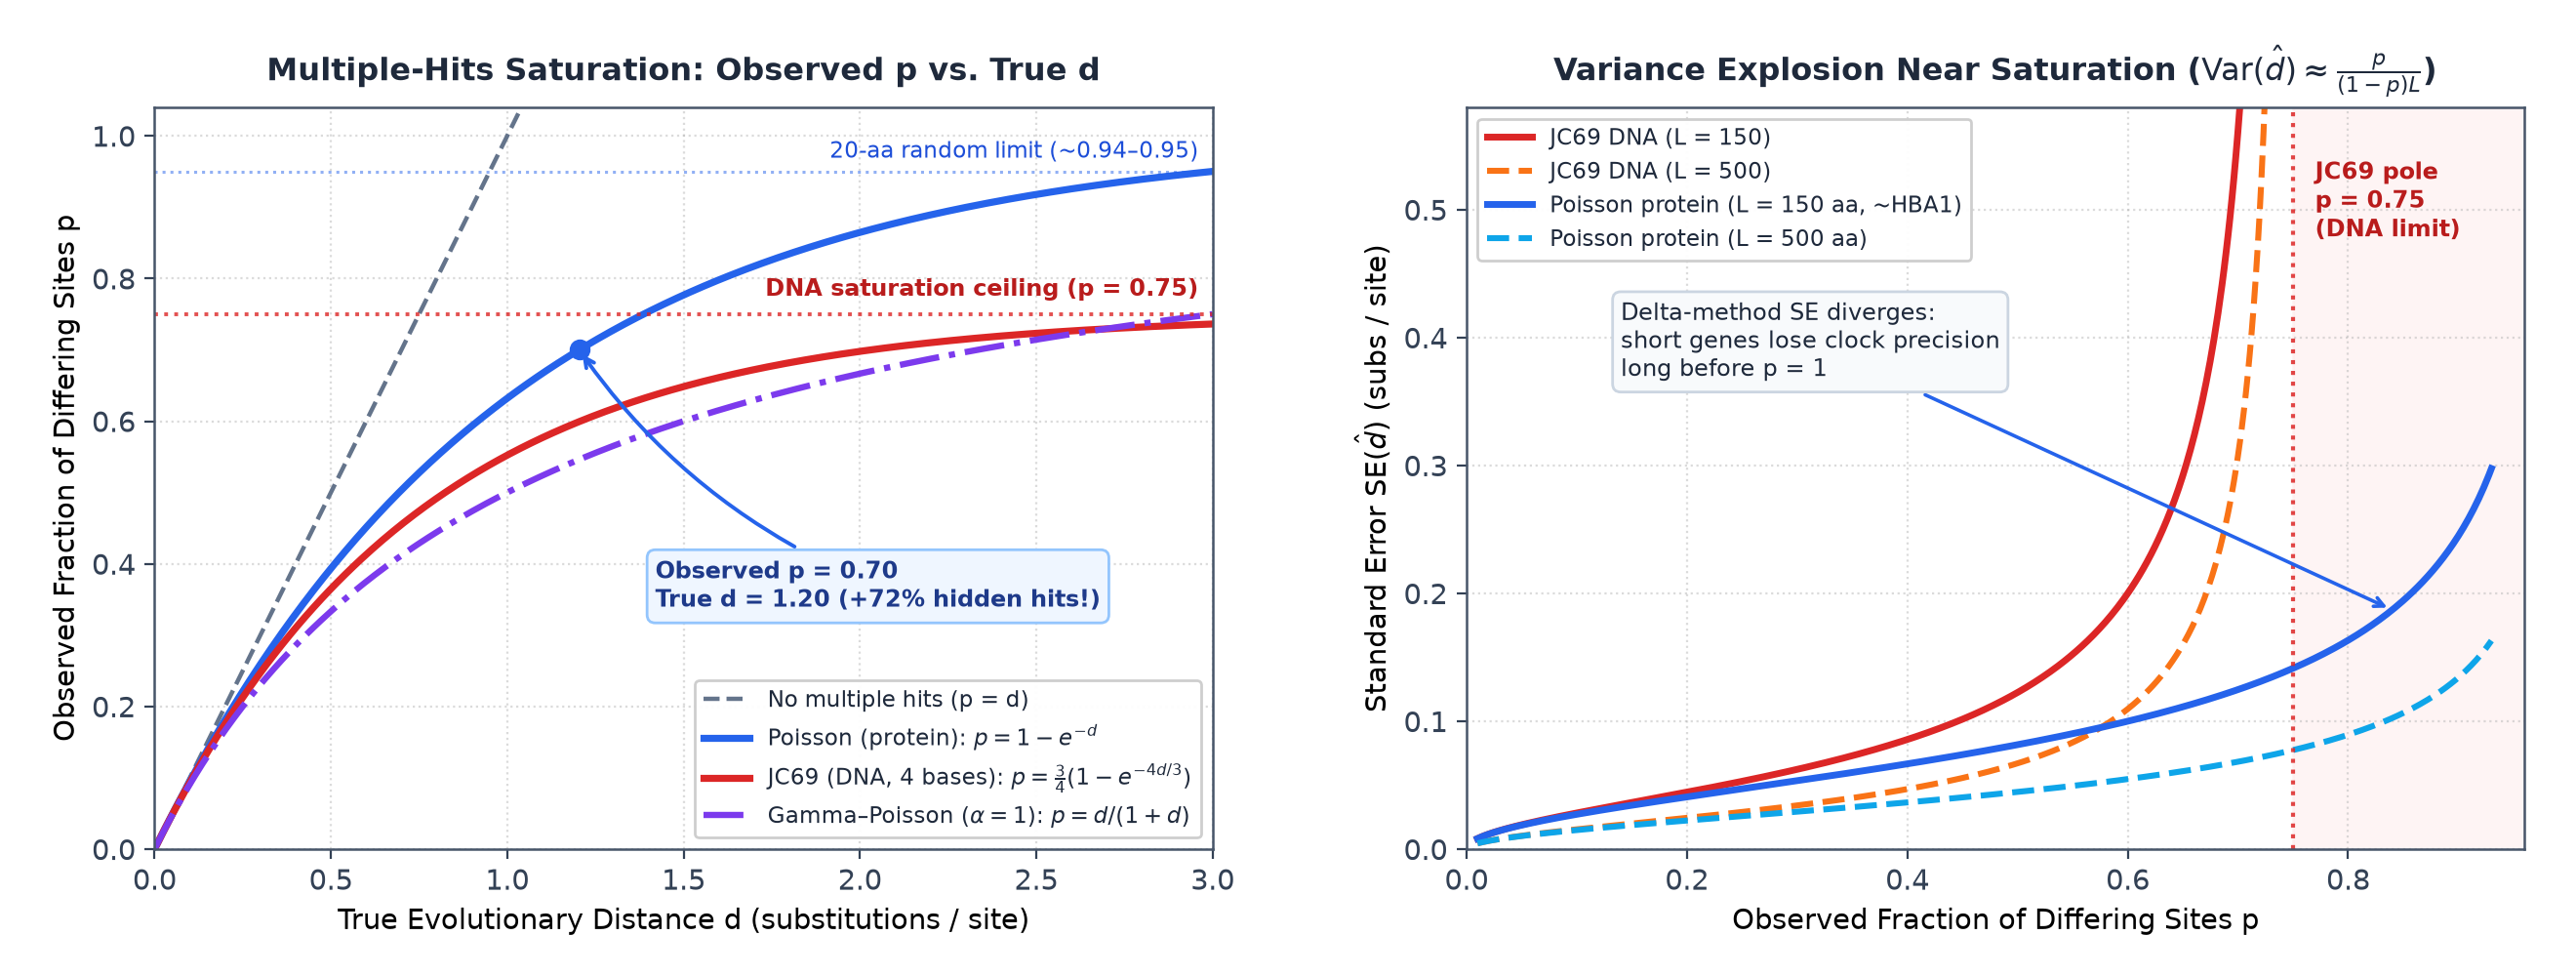 Multiple-Hits Saturation: Observed p vs. True d
Observed Fraction of Differing Sites p
1.0
0.8
0.6
0.4
0.2
0.0
20-aa random limit (~0.94–0.95)
DNA saturation ceiling (p = 0.75)
Observed p = 0.70
True d = 1.20 (+72% hidden hits!)
No multiple hits (p = d)
Poisson (protein): p = 1 − e^{−d}
JC69 (DNA, 4 bases): p = \frac{3}{4}(1 − e^{−4d/3})
Gamma–Poisson (α = 1): p = d/(1 + d)
0.0 0.5 1.0 1.5 2.0 2.5 3.0
True Evolutionary Distance d (substitutions / site)
Variance Explosion Near Saturation (Var(\hat{d}) ≈ \frac{p}{(1 − p)L})
Standard Error SE(\hat{d}) (subs / site)
0.5
0.4
0.3
0.2
0.1
0.0
JC69 DNA (L = 150)
JC69 DNA (L = 500)
Poisson protein (L = 150 aa, ~HBA1)
Poisson protein (L = 500 aa)
JC69 pole
p = 0.75
(DNA limit)
Delta-method SE diverges:
short genes lose clock precision
long before p = 1
0.0 0.2 0.4 0.6 0.8
Observed Fraction of Differing Sites p